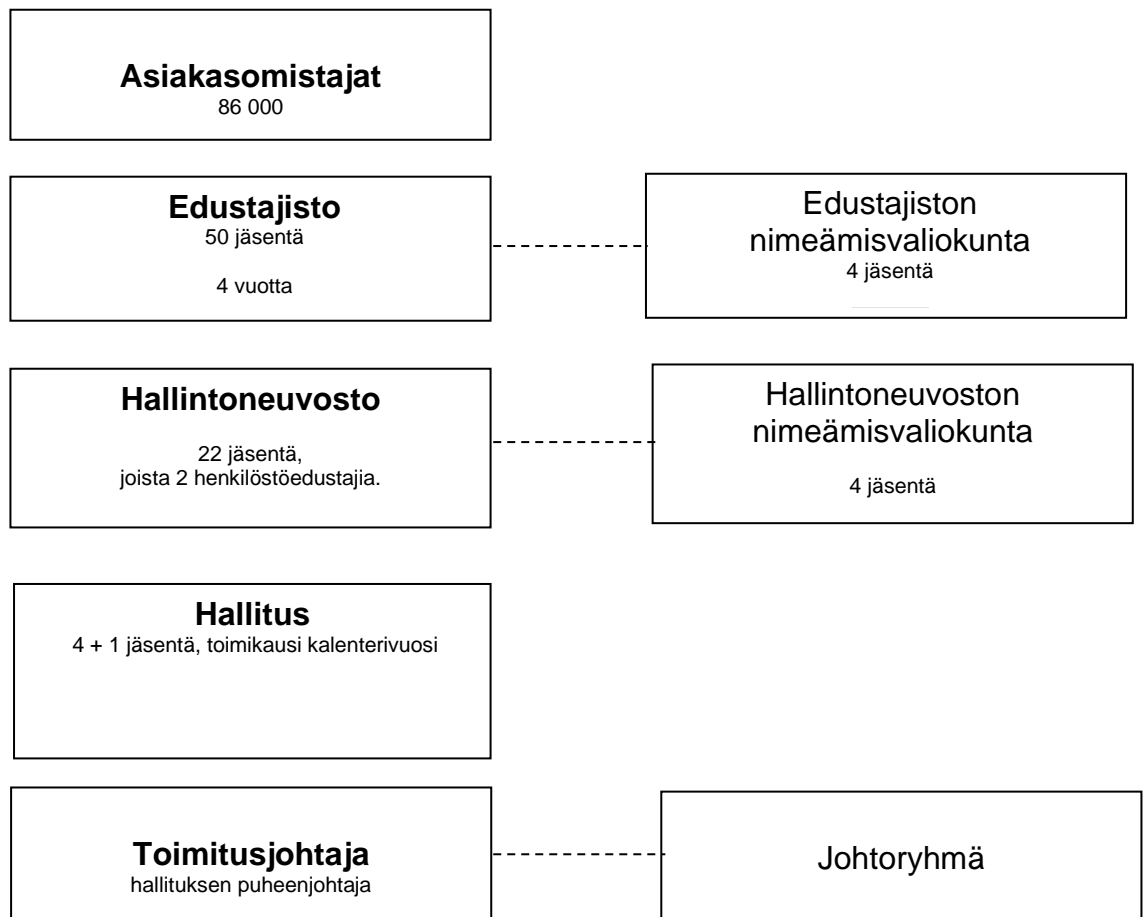 Asiakasomistajat
86 000
Edustajisto
50 jäsentä
4 vuotta
Edustajiston
nimeämisvaliokunta
4 jäsentä
Hallintoneuvosto
22 jäsentä,
joista 2 henkilöstöedustajia.
Hallintoneuvoston
nimeämisvaliokunta
4 jäsentä
Hallitus
4 + 1 jäsentä, toimikausi kalenterivuosi
Toimitusjohtaja
hallituksen puheenjohtaja
Johtoryhmä